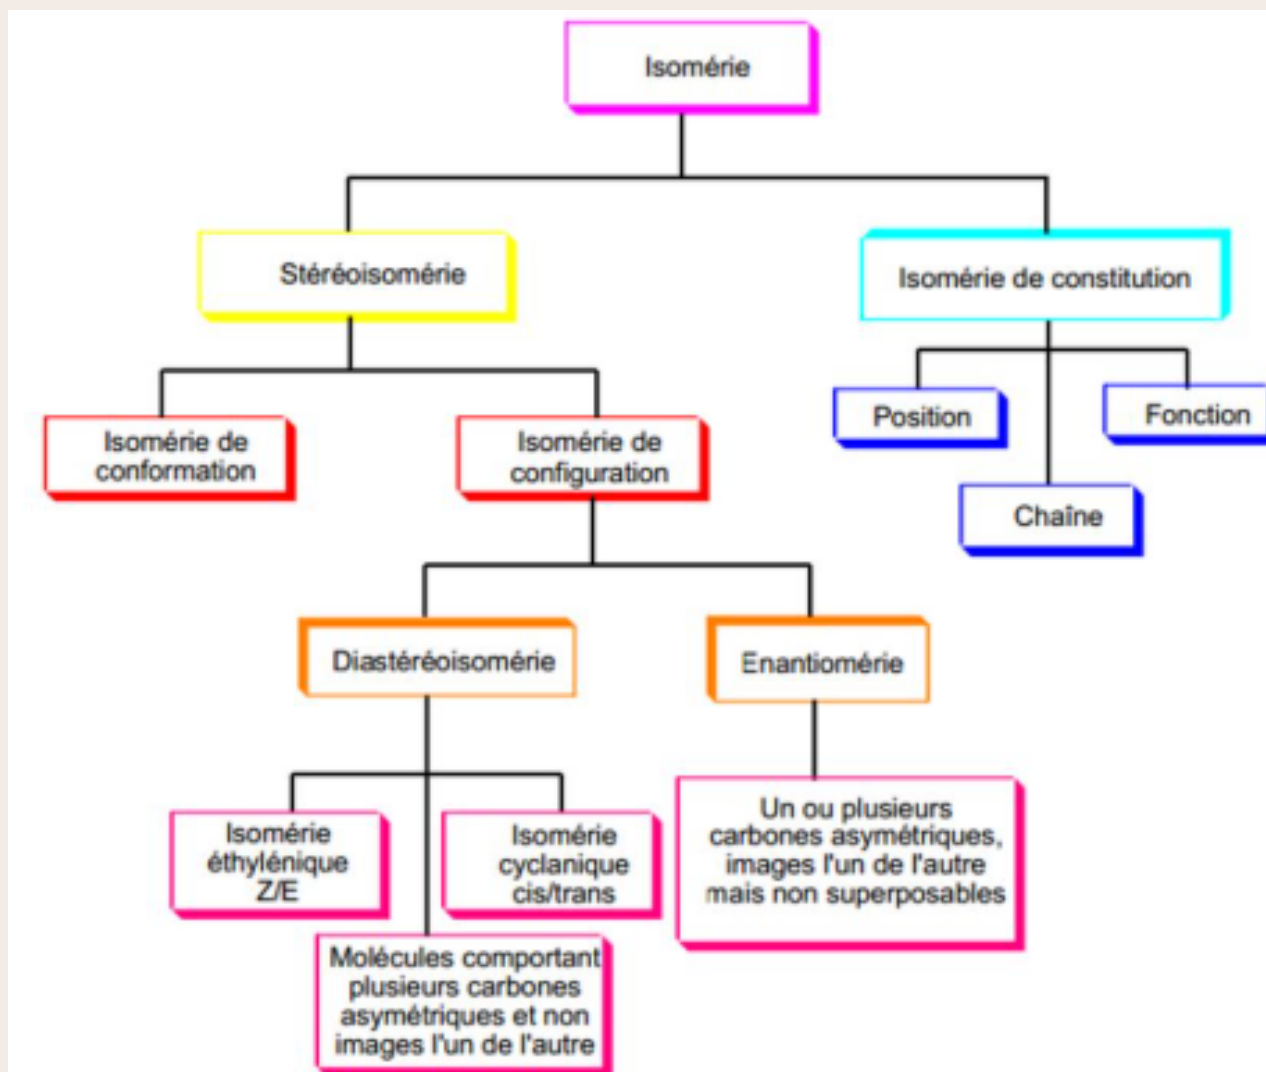 Isomérie
Stéréoisomérie
Isomérie de constitution
Position
Fonction
Isomérie de
conformation
Isomérie de
configuration
Chaîne
Diastéréoisomérie
Enantiomérie
Isomérie
éthylénique
Z/E
Isomérie
cyclanique
cis/trans
Un ou plusieurs
carbones asymétriques,
images l'un de l'autre
mais non superposables
Molécules comportant
plusieurs carbones
asymétriques et non
images l'un de l'autre